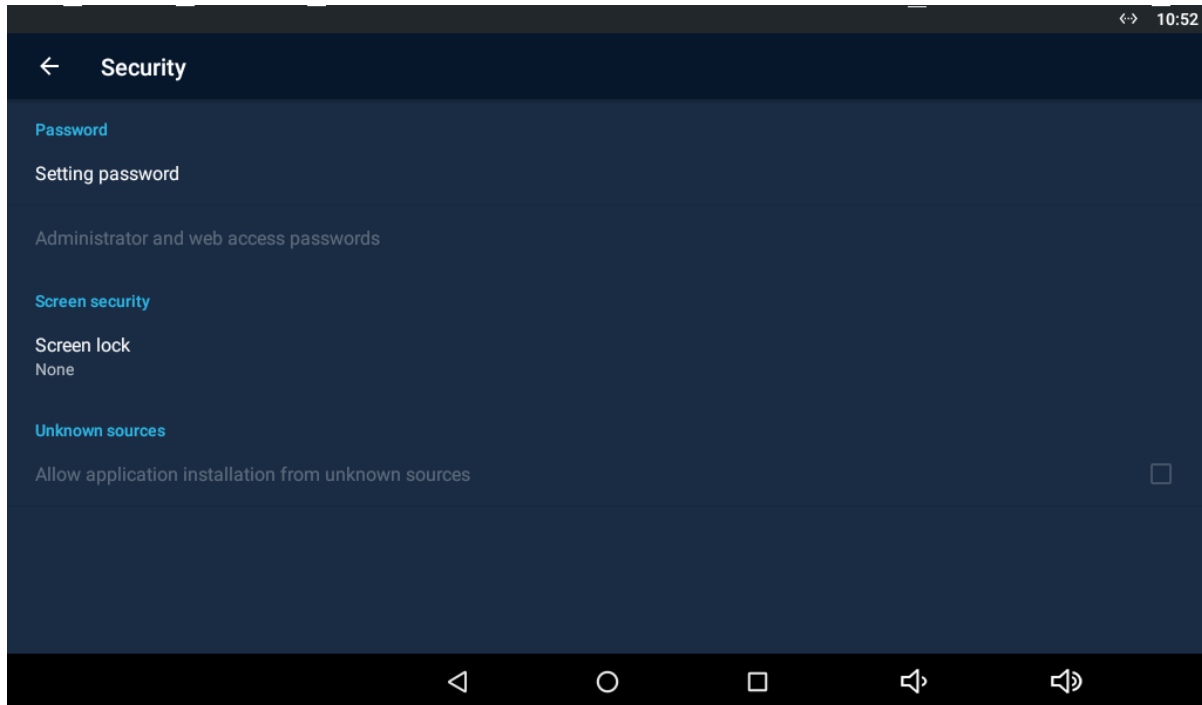 10:52
Security
Password
Setting password
Administrator and web access passwords
Screen security
Screen lock
None
Unknown sources
Allow application installation from unknown sources